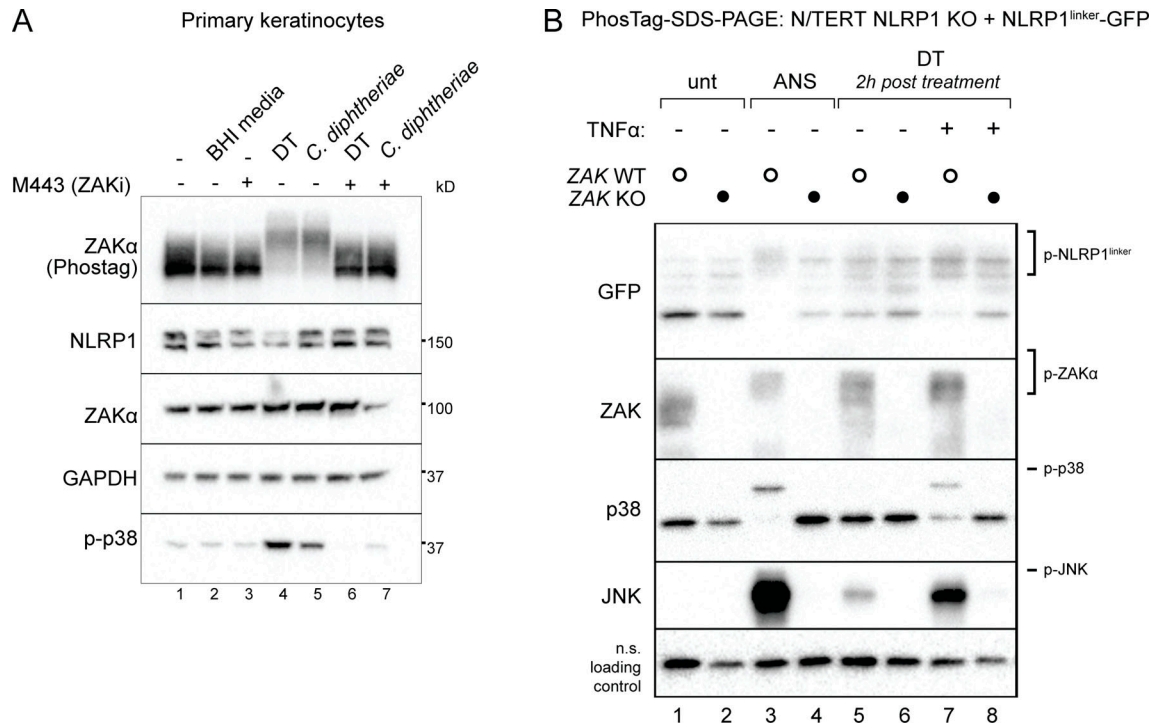 A
Primary keratinocytes
- BHI media - DT C. diphtheriae DT C. diphtheriae
M443 (ZAKi) - - + - - + + kD
ZAKα
(Phostag)
NLRP1 150
ZAKα 100
GAPDH 37
p-p38 37
1 2 3 4 5 6 7
B
PhosTag-SDS-PAGE: N/TERT NLRP1 KO + NLRP1linker-GFP
DT
unt ANS 2h post treatment
TNFα: - - - - - - + +
ZAK WT
ZAK KO
GFP p-NLRP1linker
ZAK p-ZAKα
p38 p-p38
JNK p-JNK
n.s.
loading
control
1 2 3 4 5 6 7 8